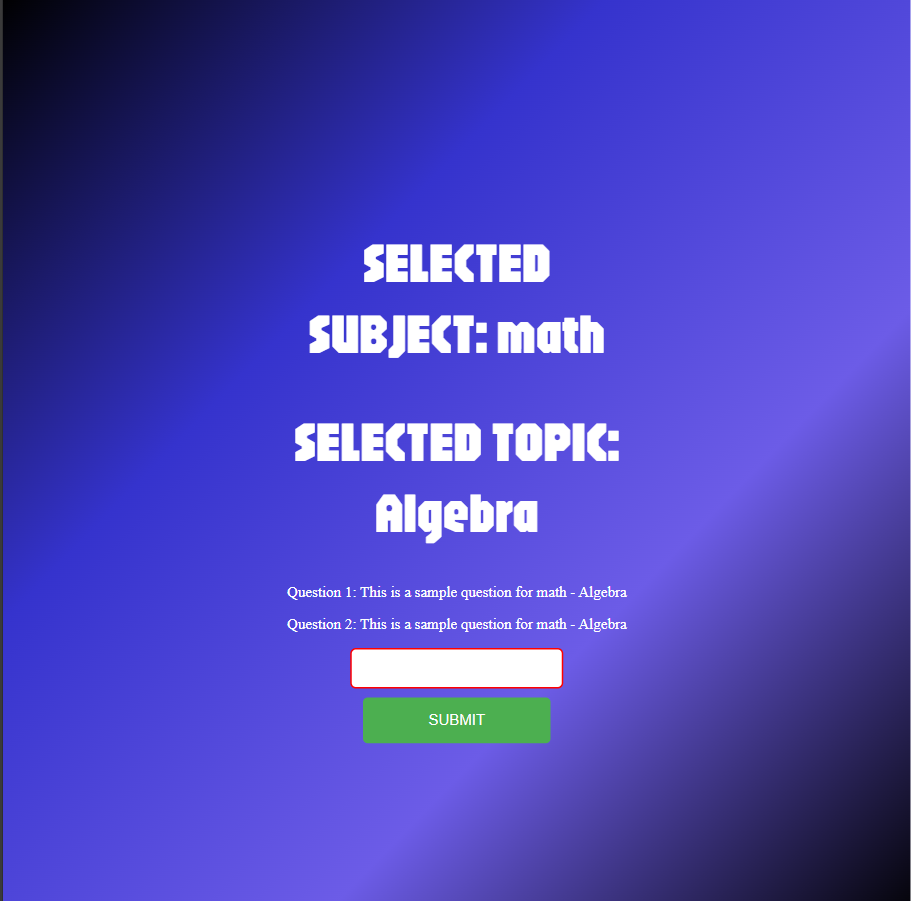 SELECTED
SUBJECT: math
SELECTED TOPIC:
Algebra
Question 1: This is a sample question for math - Algebra
Question 2: This is a sample question for math - Algebra
SUBMIT